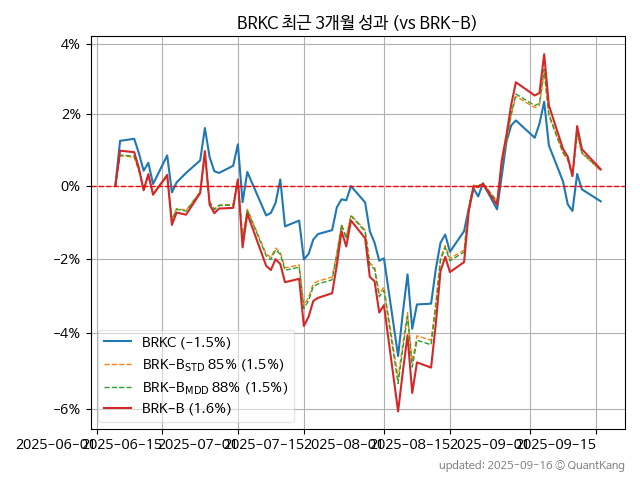 BRKC 최근 3개월 성과 (vs BRK-B)
4%
2%
0%
−2%
−4%
−6%
BRKC (−1.5%)
BRK-BSTD 85% (1.5%)
BRK-BMDD 88% (1.5%)
BRK-B (1.6%)
2025-06-01 2025-06-15 2025-07-01 2025-07-15 2025-08-01 2025-08-15 2025-09-01 2025-09-15
updated: 2025-09-16 © QuantKang